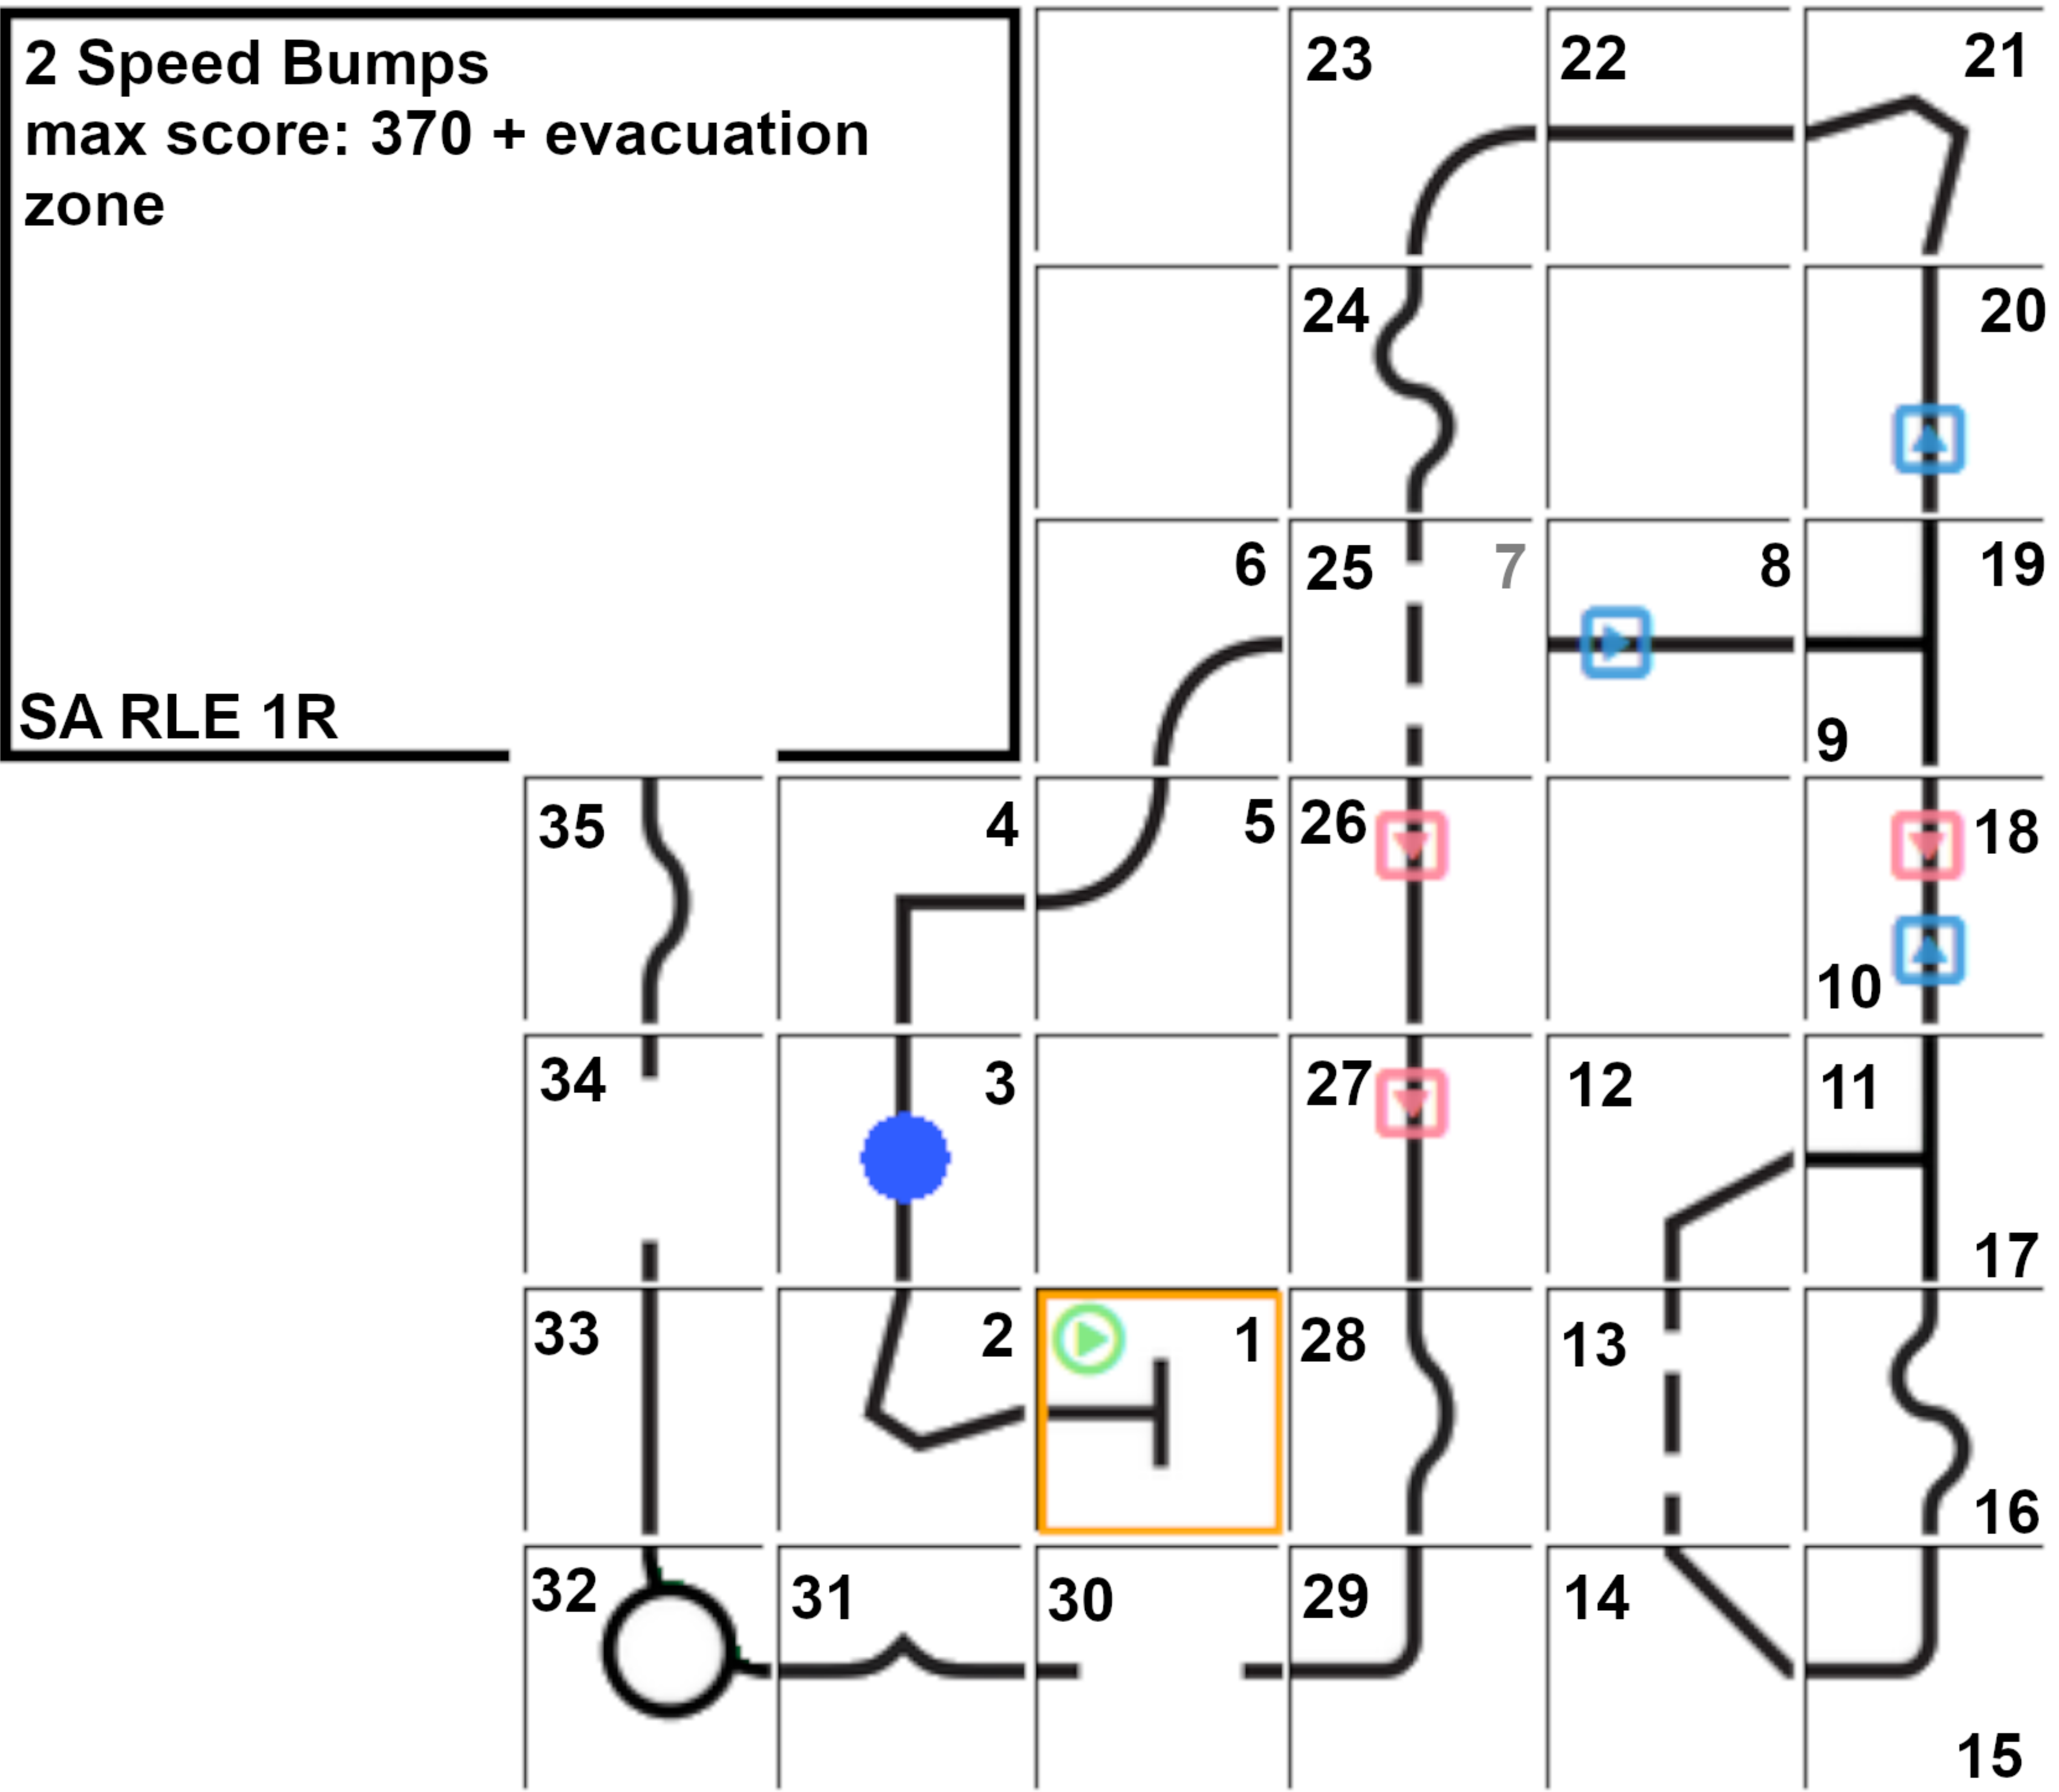 2 Speed Bumps
max score: 370 + evacuation
zone
SA RLE 1R
23 22 21
24 20
6 25 7 8 19
9
35 4 5 26 18
10
34 3 27 12 11
17
33 2 1 28 13
16
32 31 30 29 14
15